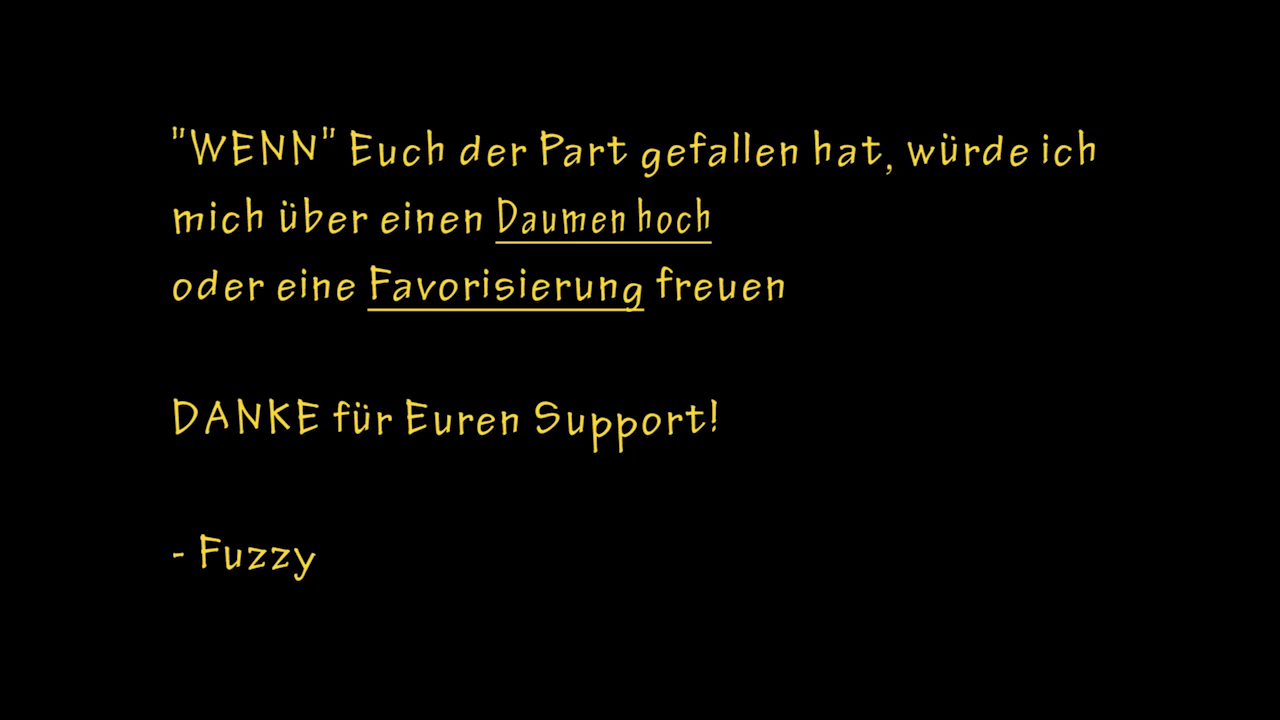 "WENN" Euch der Part gefallen hat, würde ich
mich über einen Daumen hoch
oder eine Favorisierung freuen
DANKE für Euren Support!
- Fuzzy